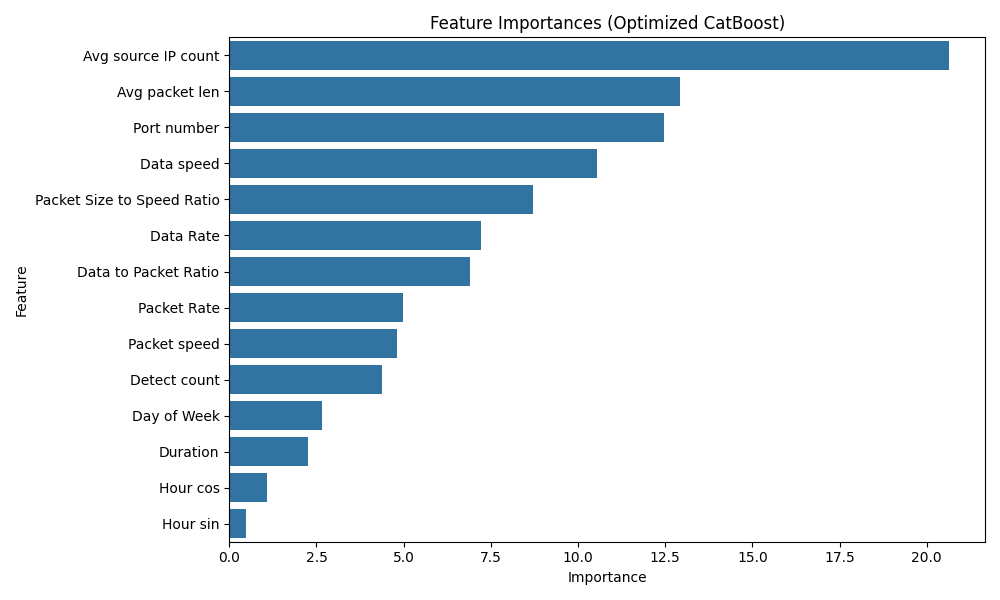 Feature Importances (Optimized CatBoost)
Avg source IP count
Avg packet len
Port number
Data speed
Packet Size to Speed Ratio
Data Rate
Data to Packet Ratio
Packet Rate
Packet speed
Detect count
Day of Week
Duration
Hour cos
Hour sin
Feature
0.0 2.5 5.0 7.5 10.0 12.5 15.0 17.5 20.0
Importance